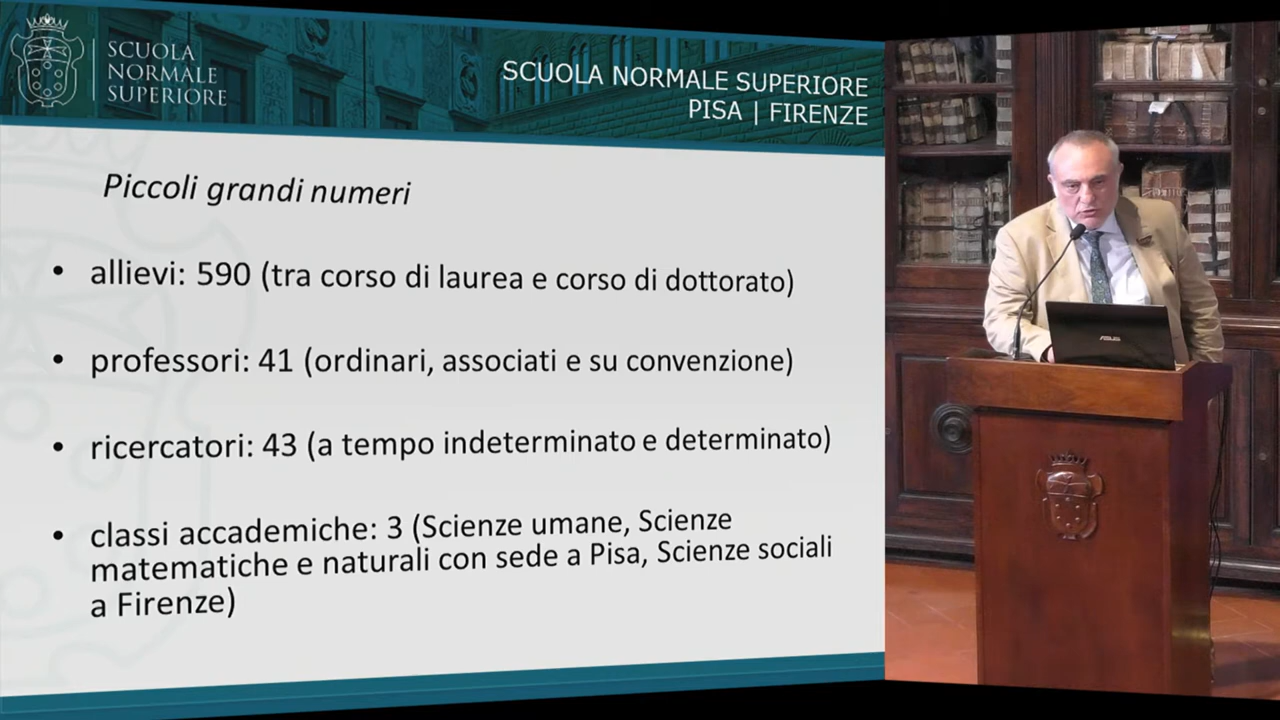 SCUOLA
NORMALE
SUPERIORE
SCUOLA NORMALE SUPERIORE
PISA | FIRENZE
Piccoli grandi numeri
• allievi: 590 (tra corso di laurea e corso di dottorato)
• professori: 41 (ordinari, associati e su convenzione)
• ricercatori: 43 (a tempo indeterminato e determinato)
• classi accademiche: 3 (Scienze umane, Scienze
matematiche e naturali con sede a Pisa, Scienze sociali
a Firenze)
ASUS